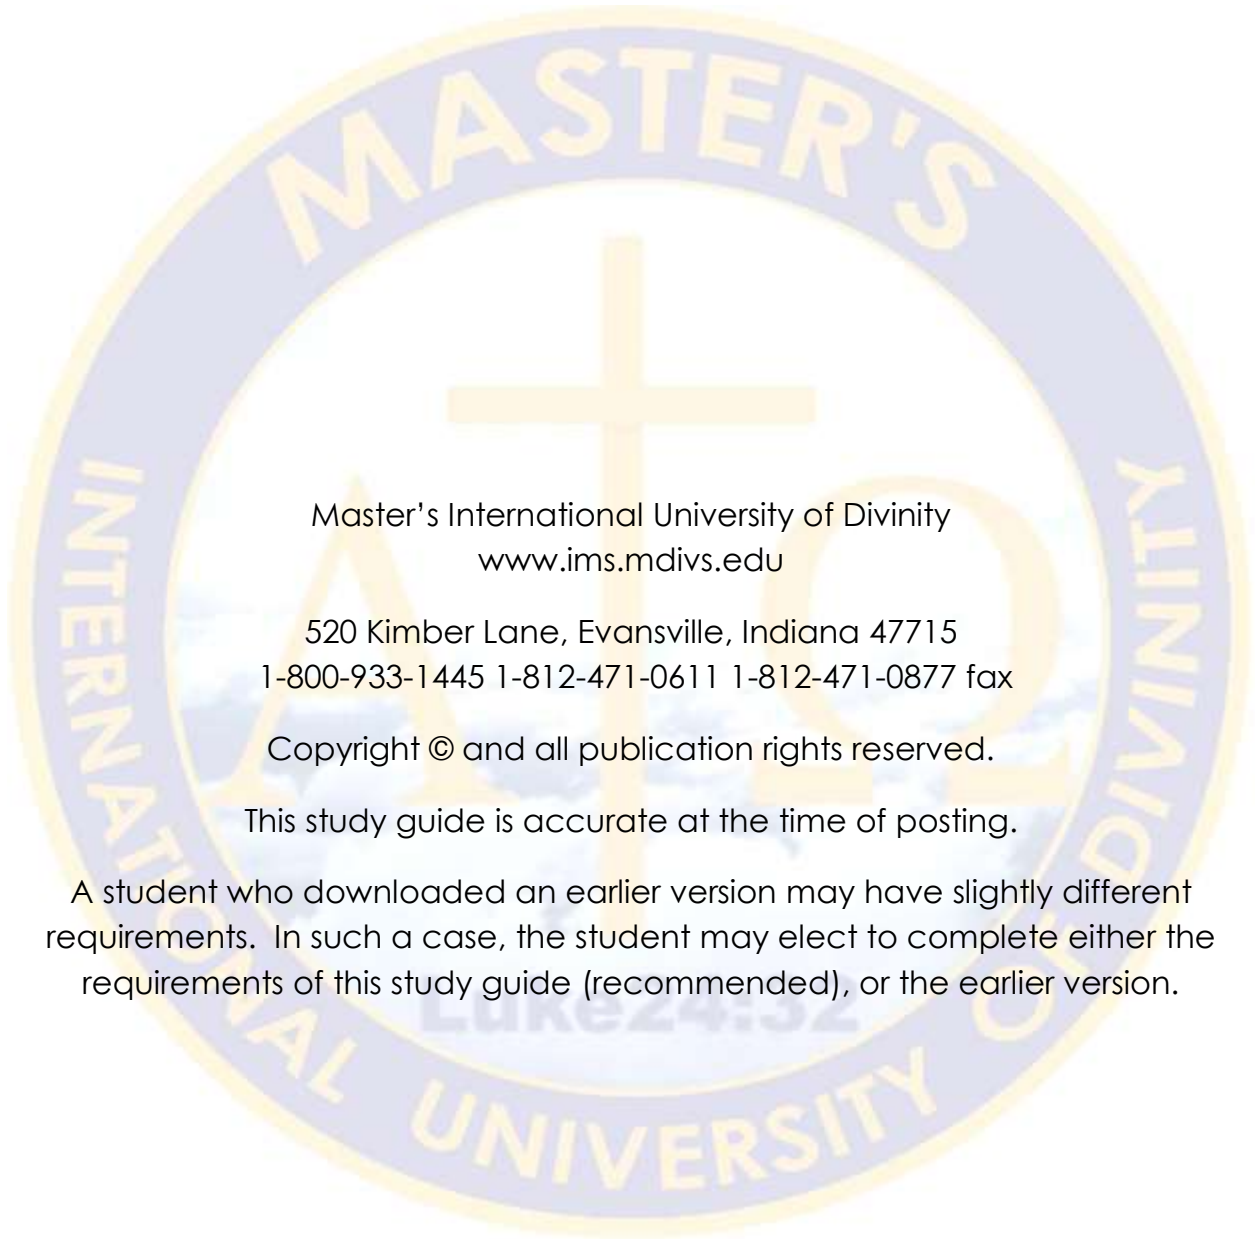 MASTER'S
INTERNATIONAL UNIVERSITY OF DIVINITY
Α Ω
Master’s International University of Divinity
www.ims.mdivs.edu
520 Kimber Lane, Evansville, Indiana 47715
1-800-933-1445 1-812-471-0611 1-812-471-0877 fax
Copyright © and all publication rights reserved.
This study guide is accurate at the time of posting.
A student who downloaded an earlier version may have slightly different
requirements.  In such a case, the student may elect to complete either the
requirements of this study guide (recommended), or the earlier version.
Luke24:32